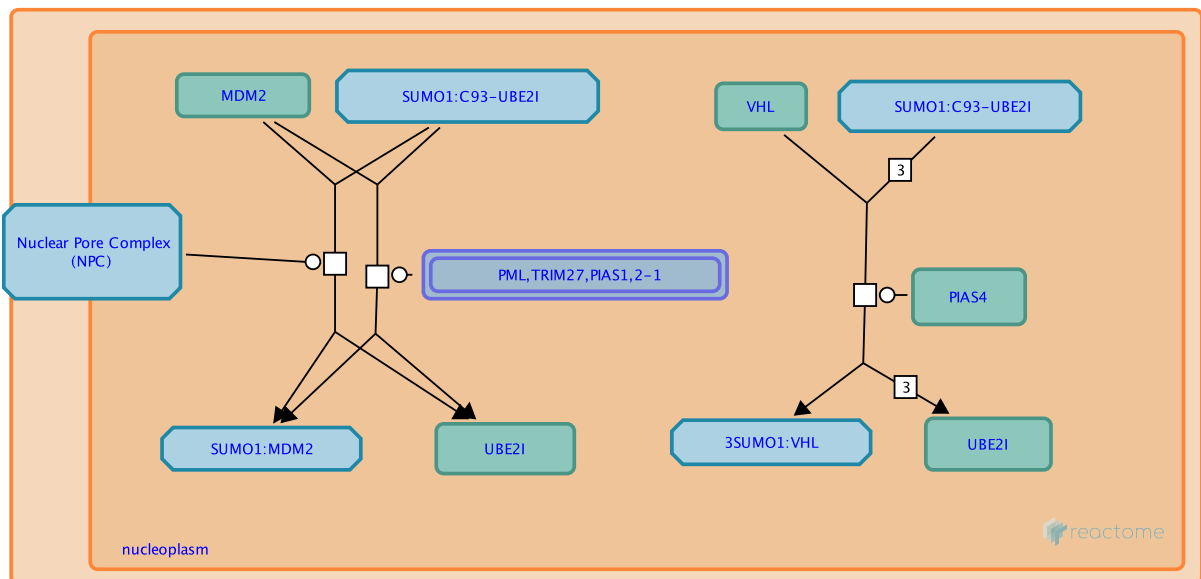 MDM2
SUMO1:C93-UBE2I
VHL
SUMO1:C93-UBE2I
3
Nuclear Pore Complex
(NPC)
PML,TRIM27,PIAS1,2-1
PIAS4
3
SUMO1:MDM2
UBE2I
3SUMO1:VHL
UBE2I
reactome
nucleoplasm